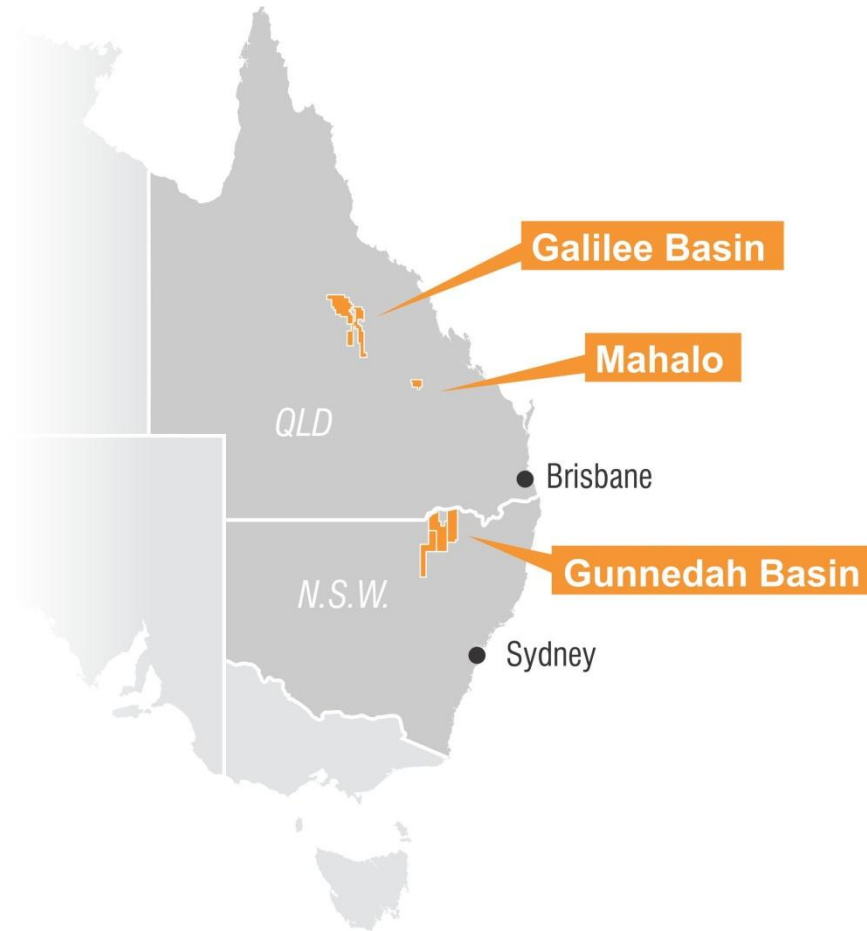 Galilee Basin
Mahalo
QLD
Brisbane
Gunnedah Basin
N.S.W.
Sydney